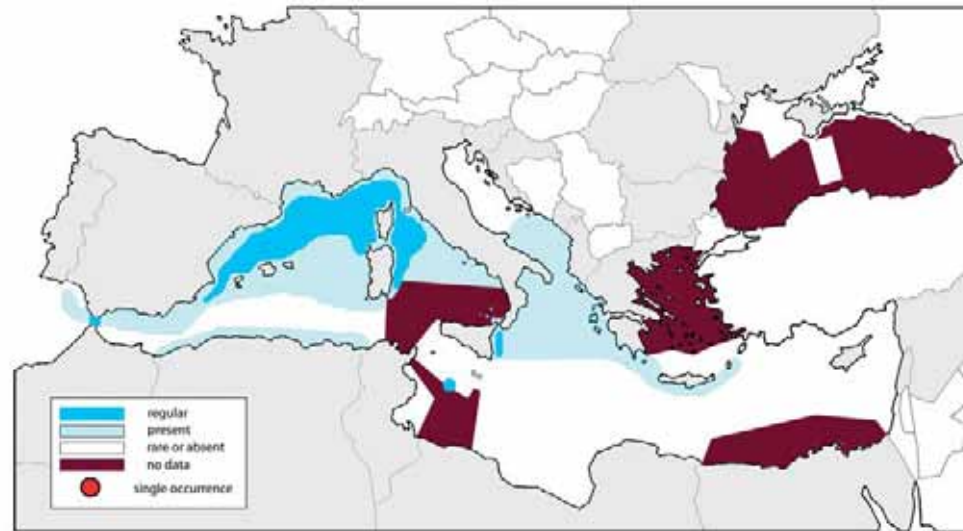 regular
present
rare or absent
no data
single occurrence